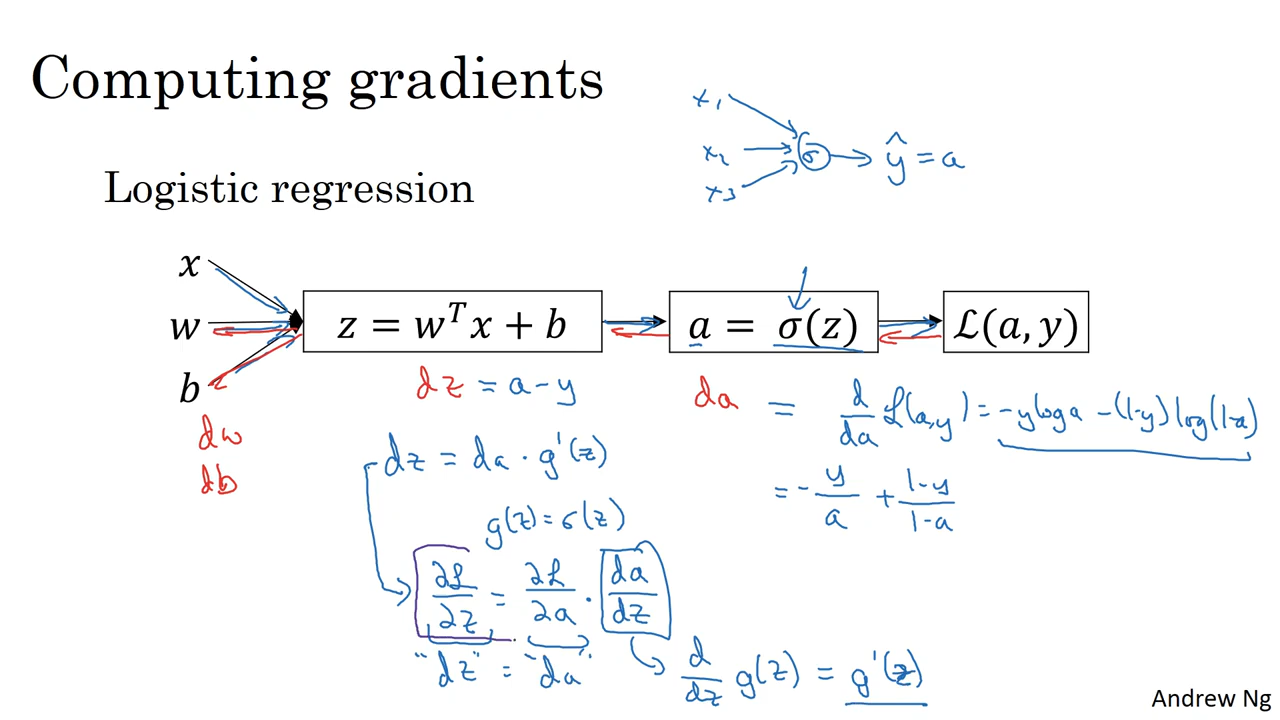 Computing gradients
x₁
x₂
x₃
σ
ŷ = a
Logistic regression
x
w
b
z = wᵀx + b
a = σ(z)
ℒ(a, y)
dw
db
dz = a - y
da = d/da ℒ(a,y) = -y log a - (1-y) log(1-a)
= - y/a + 1-y/1-a
dz = da · g'(z)
g(z) = σ(z)
∂ℒ/∂z = ∂ℒ/∂a · da/dz
"dz" = "da"
d/dz g(z) = g'(z)
Andrew Ng